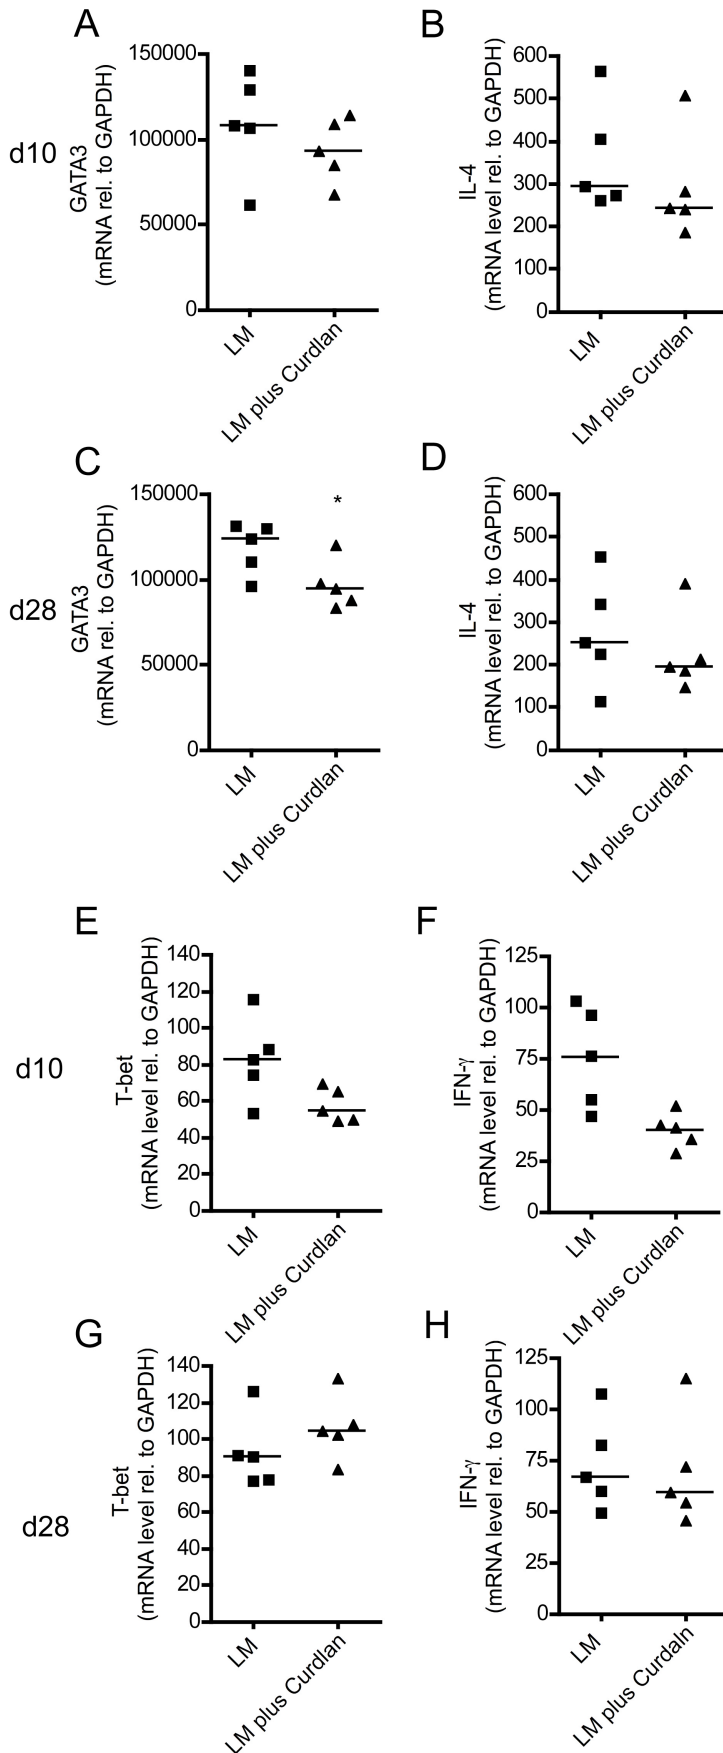 A
B
d10
GATA3
(mRNA rel. to GAPDH)
150000
100000
50000
0
LM
LM plus Curdlan
IL-4
(mRNA level rel. to GAPDH)
600
500
400
300
200
100
0
LM
LM plus Curdlan
C
D
d28
GATA3
(mRNA rel. to GAPDH)
150000
100000
50000
0
*
LM
LM plus Curdlan
IL-4
(mRNA level rel. to GAPDH)
600
500
400
300
200
100
0
LM
LM plus Curdlan
E
F
d10
T-bet
(mRNA level rel. to GAPDH)
140
120
100
80
60
40
20
0
LM
LM plus Curdlan
IFN-γ
(mRNA level rel. to GAPDH)
125
100
75
50
25
0
LM
LM plus Curdlan
G
H
d28
T-bet
(mRNA level rel. to GAPDH)
140
120
100
80
60
40
20
0
LM
LM plus Curdlan
IFN-γ
(mRNA level rel. to GAPDH)
125
100
75
50
25
0
LM
LM plus Curdaln